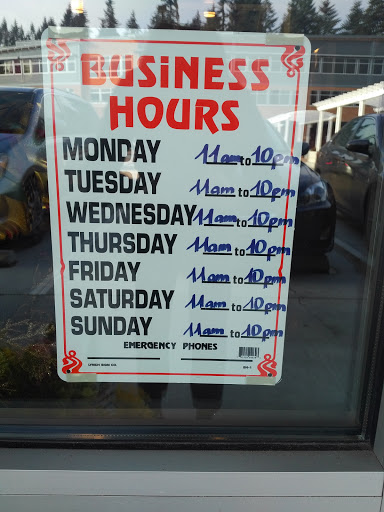 BUSiNESS
HOURS
MONDAY 11am to 10pm
TUESDAY 11am to 10pm
WEDNESDAY 11am to 10pm
THURSDAY 11am to 10pm
FRIDAY 11am to 10pm
SATURDAY 11am to 10pm
SUNDAY 11am to 10pm
EMERGENCY PHONES